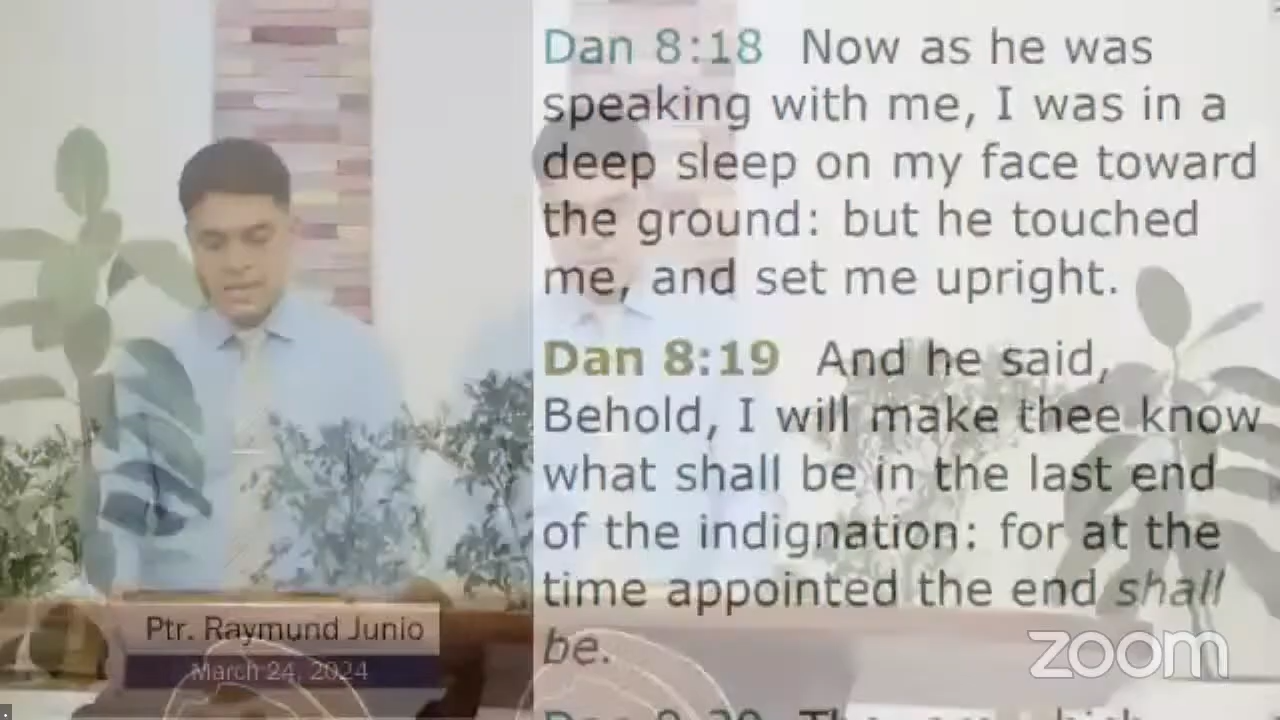 Dan 8:18 Now as he was
speaking with me, I was in a
deep sleep on my face toward
the ground: but he touched
me, and set me upright.
Dan 8:19 And he said,
Behold, I will make thee know
what shall be in the last end
of the indignation: for at the
time appointed the end shall
be.
Ptr. Raymund Junio
March 24, 2024
zoom